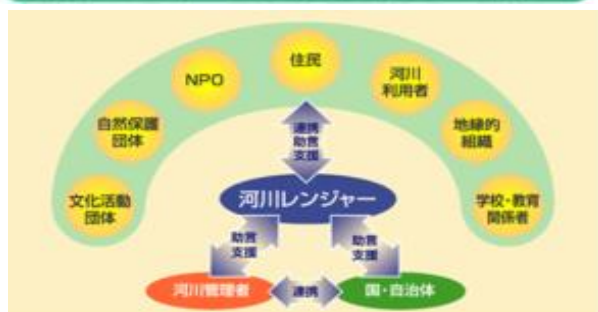 住民
NPO
河川
利用者
自然保護
団体
地縁的
組織
文化活動
団体
学校・教育
関係者
連携
助言
支援
河川レンジャー
助言
支援
助言
支援
河川管理者
連携
国・自治体